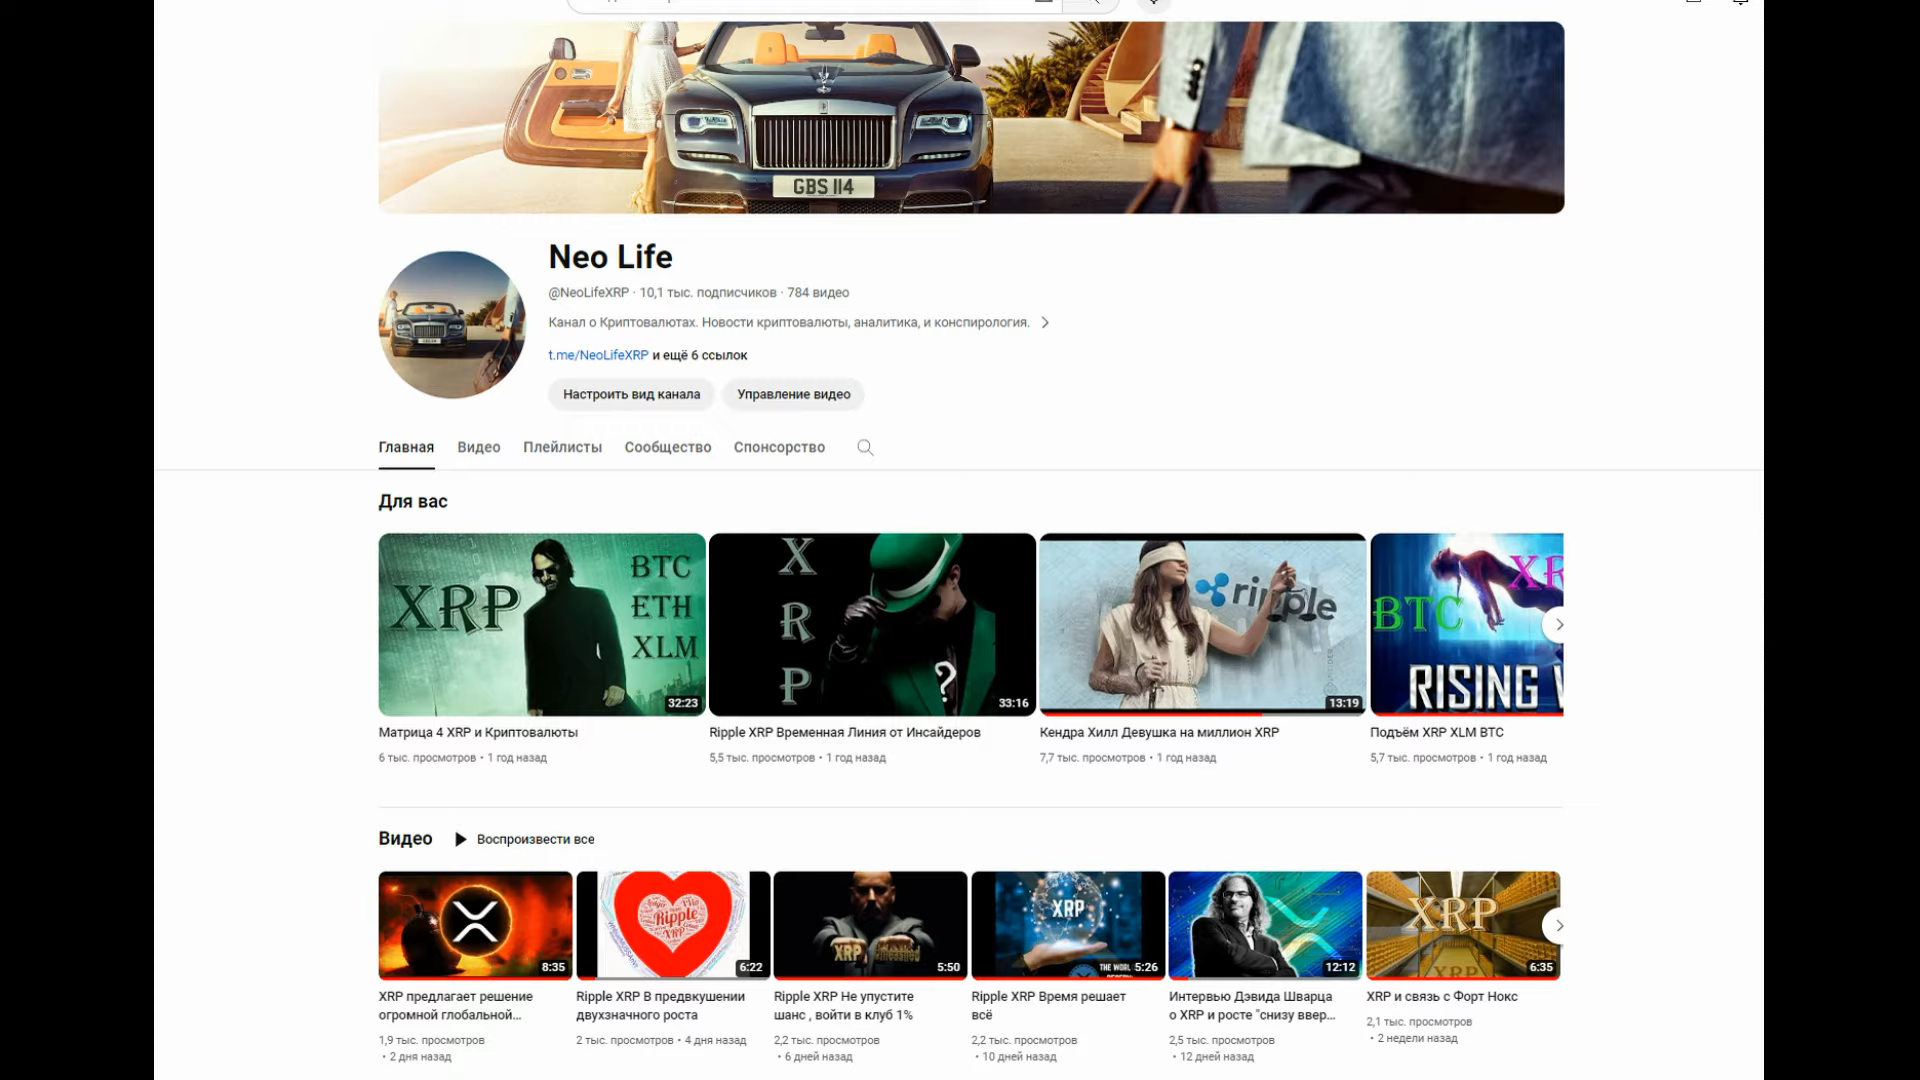 GBS 114
Neo Life
@NeoLifeXRP · 10,1 тыс. подписчиков · 784 видео
Канал о Криптовалютах. Новости криптовалюты, аналитика, и конспирология.
t.me/NeoLifeXRP и ещё 6 ссылок
Настроить вид канала Управление видео
Главная Видео Плейлисты Сообщество Спонсорство
Для вас
XRP BTC ETH XLM 32:23
X R P ? 33:16
ripple 13:19
BTC RISING
Матрица 4 XRP и Криптовалюты
6 тыс. просмотров • 1 год назад
Ripple XRP Временная Линия от Инсайдеров
5,5 тыс. просмотров • 1 год назад
Кендра Хилл Девушка на миллион XRP
7,7 тыс. просмотров • 1 год назад
Подъём XRP XLM BTC
5,7 тыс. просмотров • 1 год назад
Видео Воспроизвести все
8:35
Ripple XRP 6:22
XRP Unleashed 5:50
XRP THE WORL 5:26
12:12
XRP XRP 6:35
XRP предлагает решение
огромной глобальной...
1,9 тыс. просмотров
• 2 дня назад
Ripple XRP В предвкушении
двухзначного роста
2 тыс. просмотров • 4 дня назад
Ripple XRP Не упустите
шанс , войти в клуб 1%
2,2 тыс. просмотров
• 6 дней назад
Ripple XRP Время решает
всё
2,2 тыс. просмотров
• 10 дней назад
Интервью Дэвида Шварца
о XRP и росте "снизу ввер...
2,5 тыс. просмотров
• 12 дней назад
XRP и связь с Форт Нокс
2,1 тыс. просмотров
• 2 недели назад